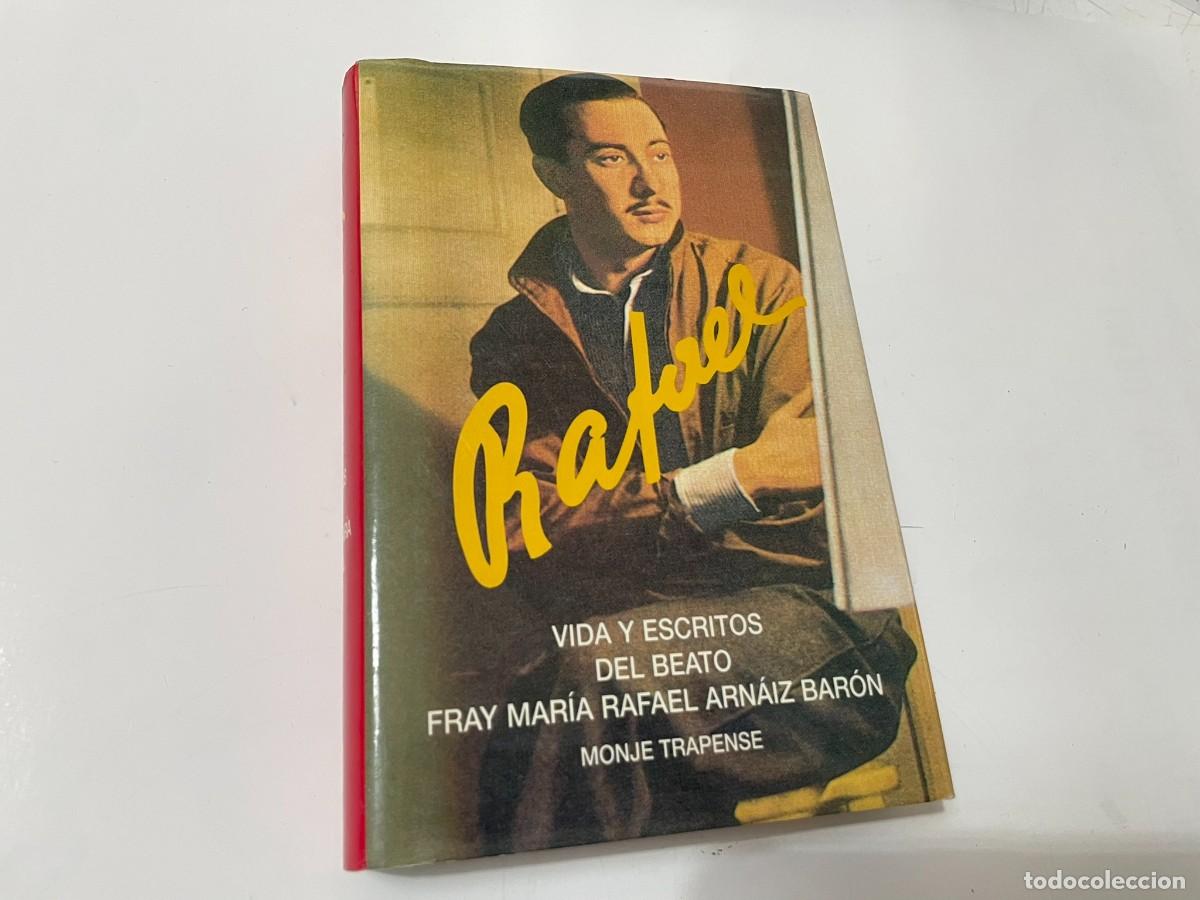 Rafael
VIDA Y ESCRITOS
DEL BEATO
FRAY MARÍA RAFAEL ARNÁIZ BARÓN
MONJE TRAPENSE
todocoleccion